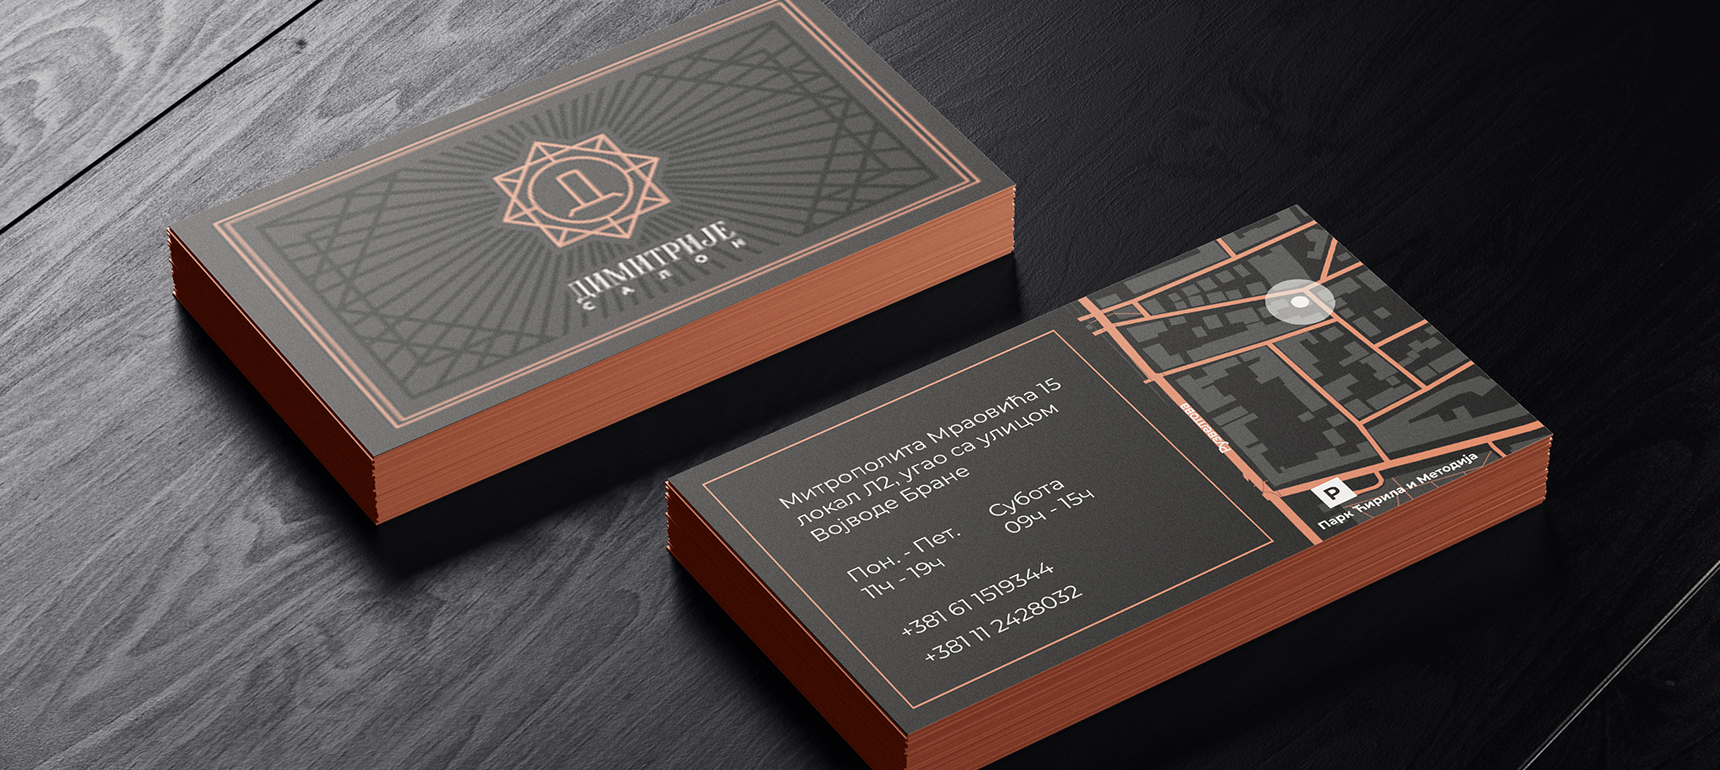 Д
ДИМИТРИЈЕ
САЛОН
Митрополита Мраовића 15
локал Л2, угао са улицом
Војводе Бране
Пон. - Пет.
11ч - 19ч
Субота
09ч - 15ч
+381 61 1519344
+381 11 2428032
Рузвелтова
P
Парк Ћирила и Методија